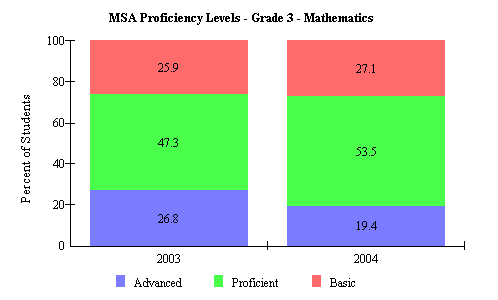 MSA Proficiency Levels - Grade 3 - Mathematics
Percent of Students
100
80
60
40
20
0
25.9
27.1
47.3
53.5
26.8
19.4
2003
2004
Advanced
Proficient
Basic